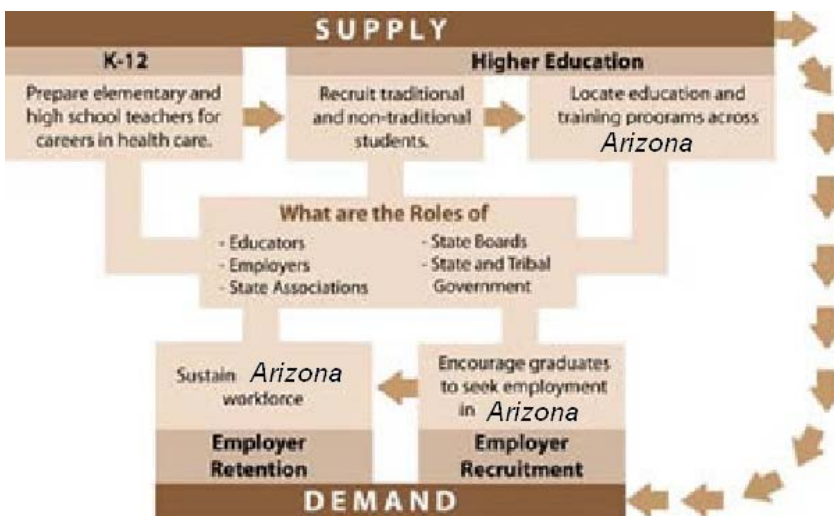 SUPPLY
K-12
Higher Education
Prepare elementary and
high school teachers for
careers in health care.
Recruit traditional
and non-traditional
students.
Locate education and
training programs across
Arizona
What are the Roles of
- Educators
- Employers
- State Associations
- State Boards
- State and Tribal
Government
Sustain Arizona
workforce
Encourage graduates
to seek employment
in Arizona
Employer
Retention
Employer
Recruitment
DEMAND